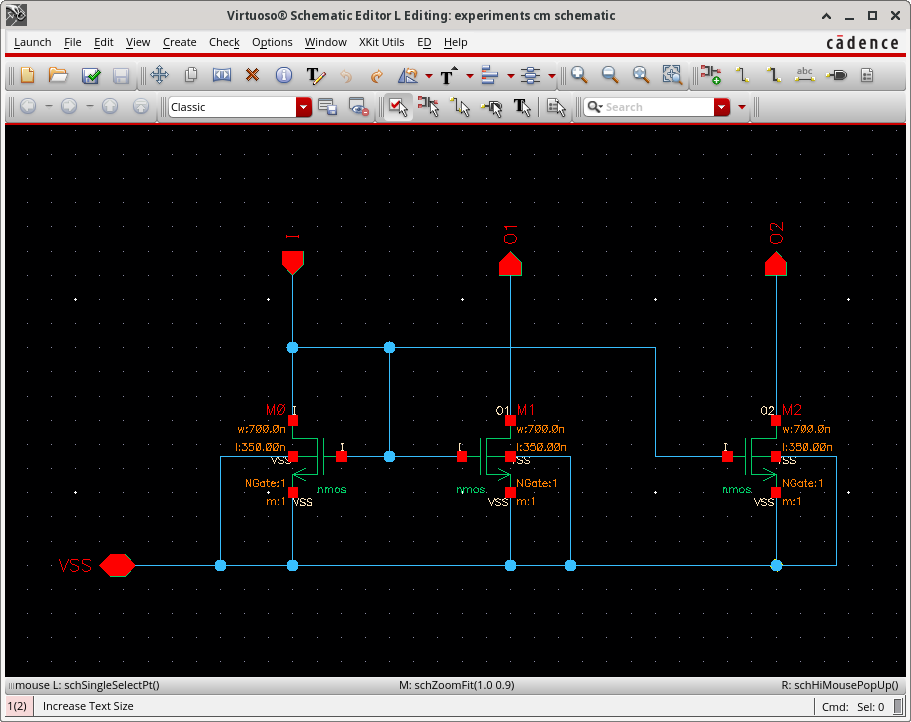 Virtuoso® Schematic Editor L Editing: experiments cm schematic
Launch File Edit View Create Check Options Window XKit Utils ED Help
cādence
abc
Classic
Search
I
O1
O2
M0 I
O1 M1
O2 M2
w:700.0n
w:700.0n
w:700.0n
l:350.00n
l:350.00n
l:350.00n
I
I
I
VSS
VSS
VSS
NGate:1
NGate:1
NGate:1
nmos
nmos
nmos
m:1
VSS
VSS
m:1
VSS
m:1
VSS
mouse L: schSingleSelectPt()
M: schZoomFit(1.0 0.9)
R: schHiMousePopUp()
1(2)
Increase Text Size
Cmd: Sel: 0